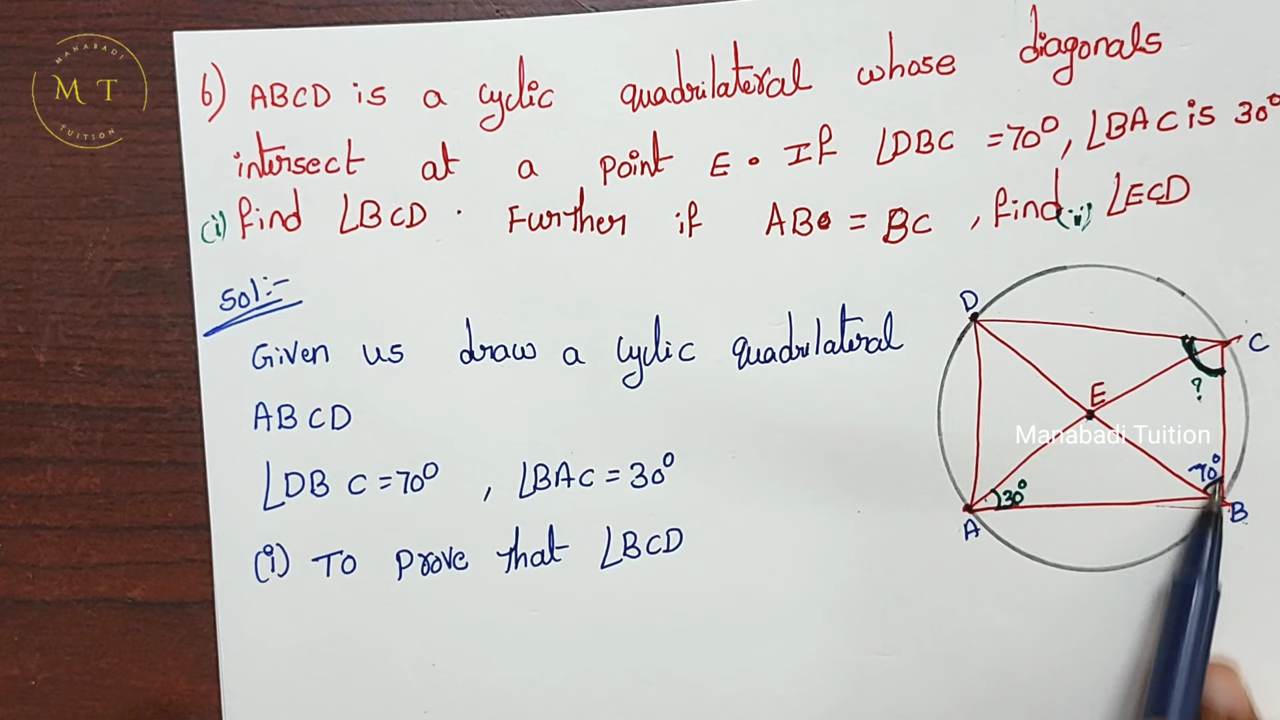 MANABADI
MT
TUITION
6) ABCD is a cyclic quadrilateral whose diagonals
intersect at a point E. If ∠DBC = 70°, ∠BAC is 30°
(i) find ∠BCD. Further if AB = BC, find (ii) ∠ECD
Sol:-
Given us draw a cyclic quadrilateral
ABCD
∠DBC = 70°, ∠BAC = 30°
(i) To prove that ∠BCD
D
C
?
E
Manabadi Tuition
70°
30°
A
B